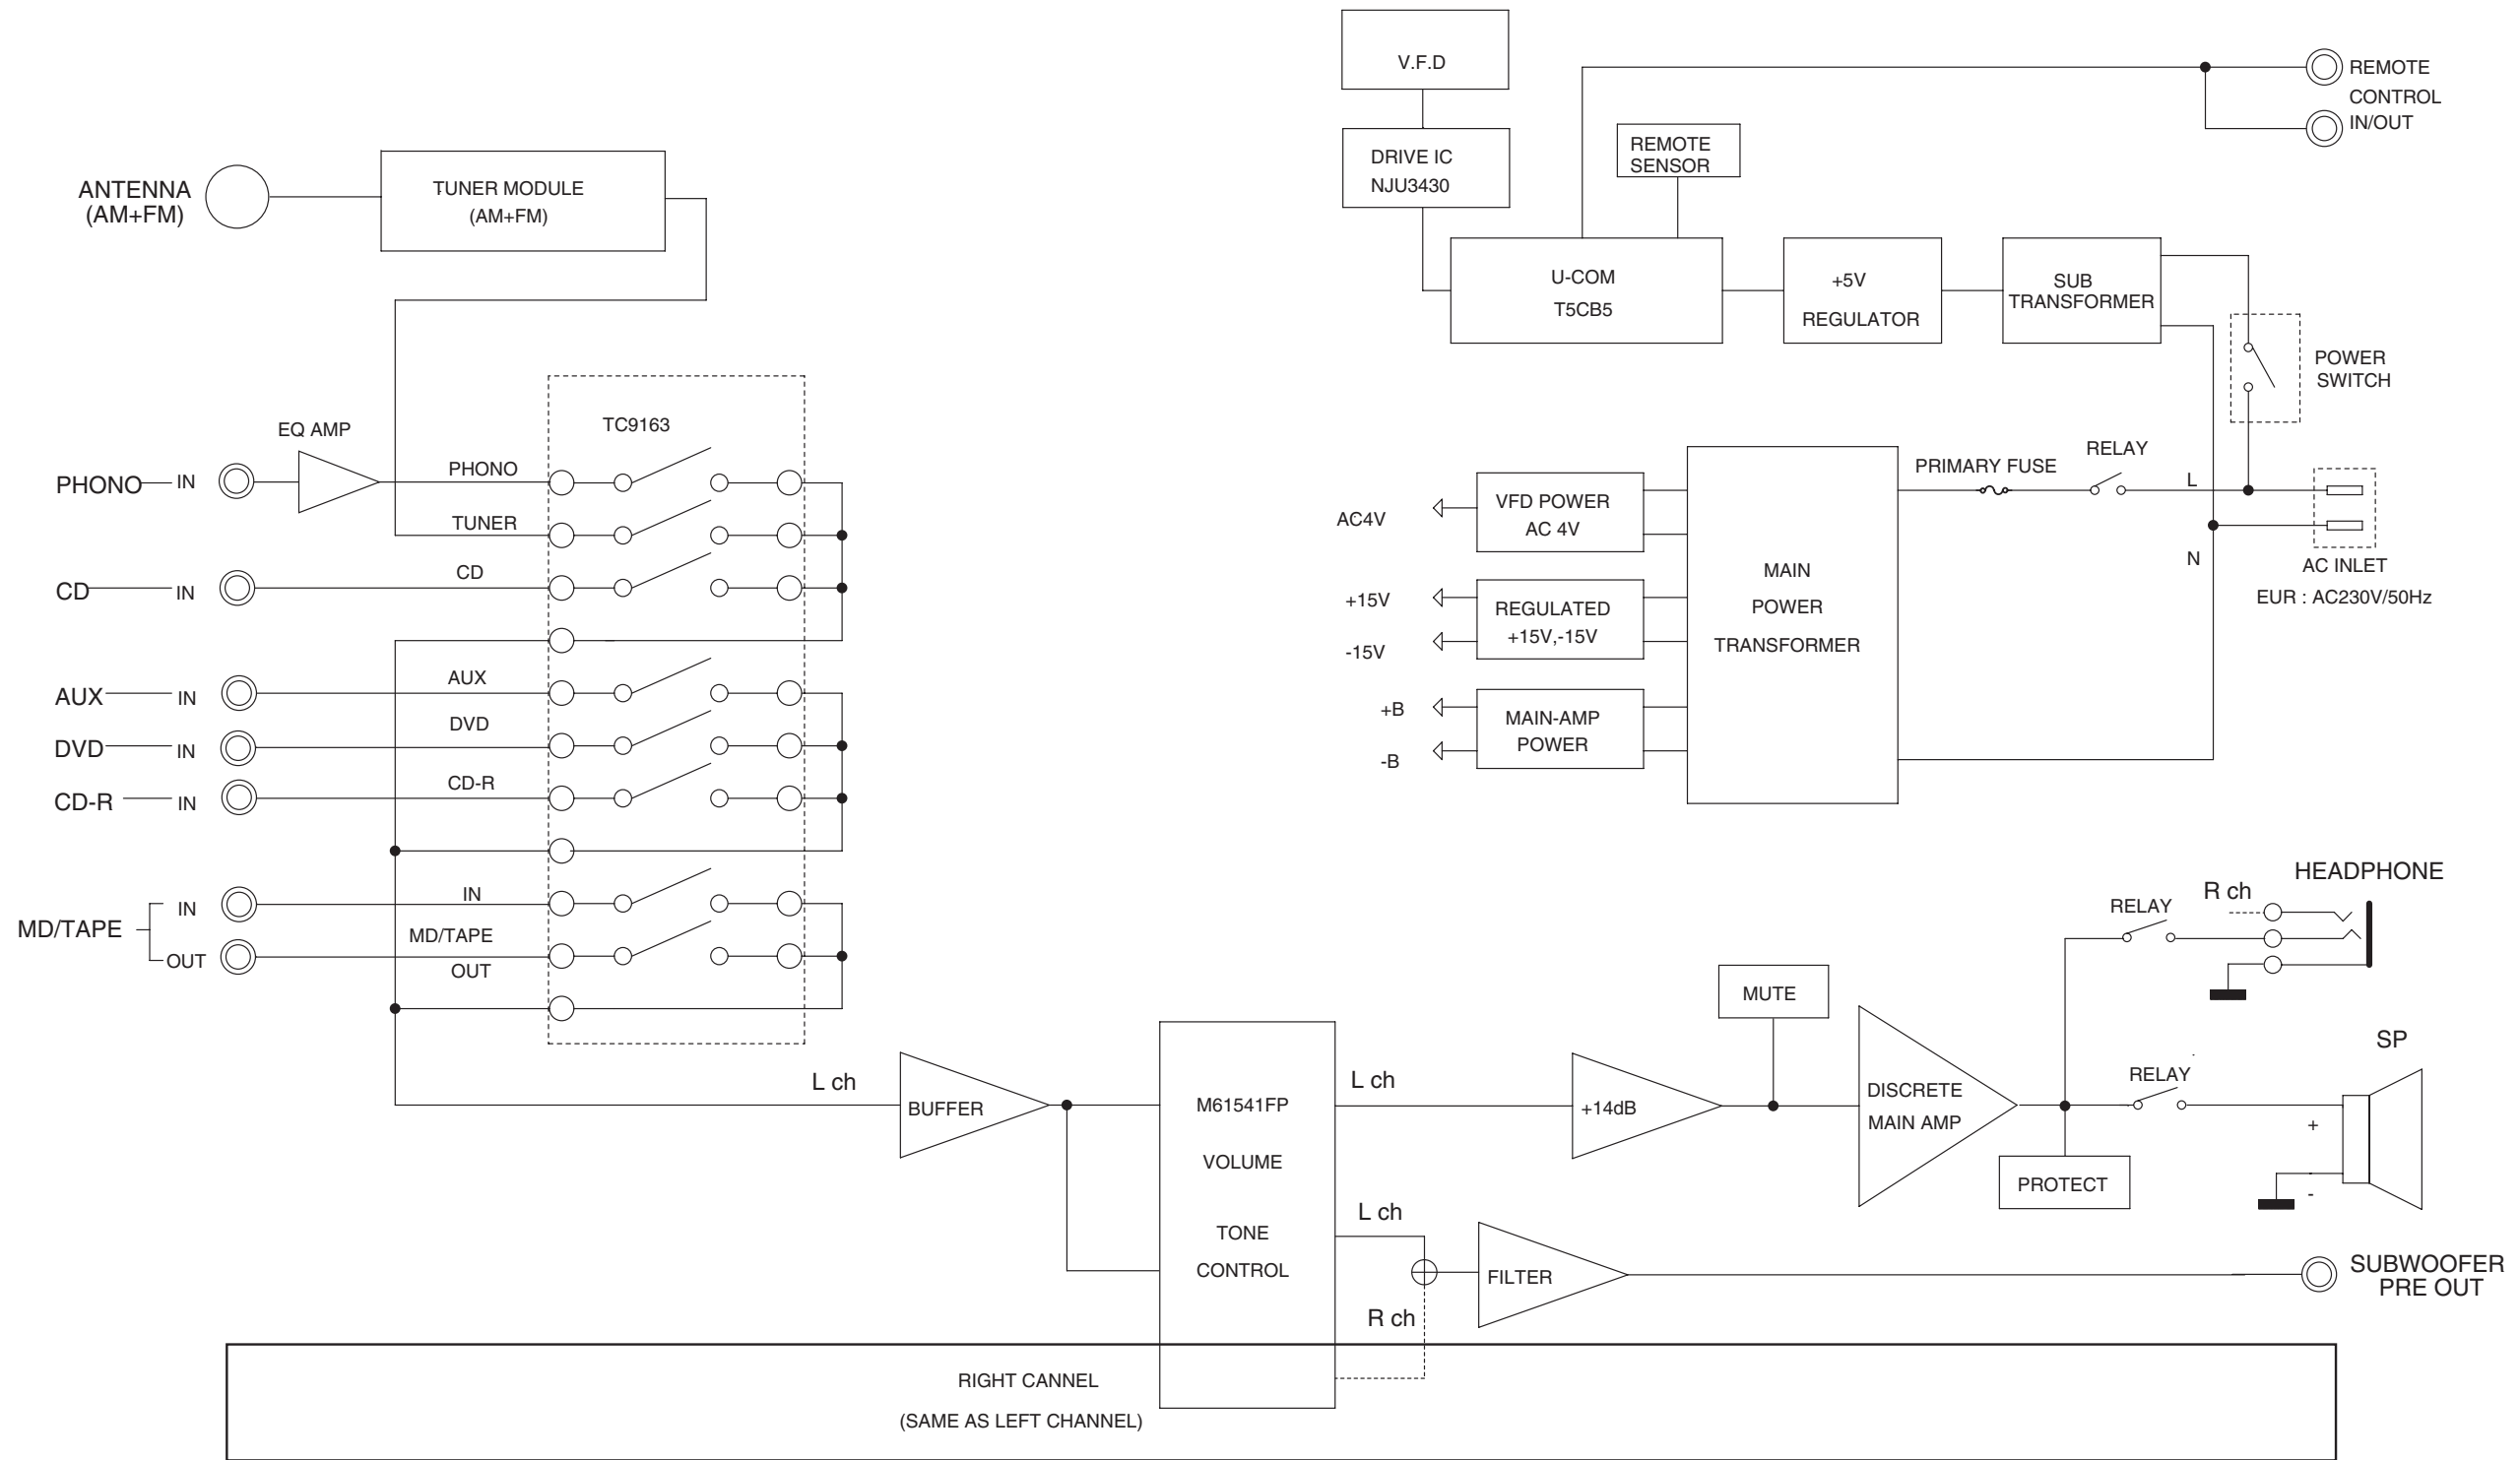 V.F.D
REMOTE
CONTROL
IN/OUT
DRIVE IC
NJU3430
REMOTE
SENSOR
ANTENNA
(AM+FM)
TUNER MODULE
(AM+FM)
U-COM
T5CB5
+5V
REGULATOR
SUB
TRANSFORMER
POWER
SWITCH
TC9163
EQ AMP
PHONO
IN
PHONO
TUNER
CD
IN
CD
AUX
IN
AUX
DVD
IN
DVD
CD-R
IN
CD-R
MD/TAPE
IN
OUT
IN
MD/TAPE
OUT
PRIMARY FUSE
RELAY
L
N
AC INLET
EUR : AC230V/50Hz
AC4V
VFD POWER
AC 4V
+15V
-15V
REGULATED
+15V,-15V
+B
-B
MAIN-AMP
POWER
MAIN
POWER
TRANSFORMER
HEADPHONE
R ch
RELAY
MUTE
SP
RELAY
L ch
BUFFER
M61541FP
VOLUME
TONE
CONTROL
L ch
+14dB
DISCRETE
MAIN AMP
PROTECT
+
-
L ch
R ch
FILTER
SUBWOOFER
PRE OUT
RIGHT CANNEL
(SAME AS LEFT CHANNEL)